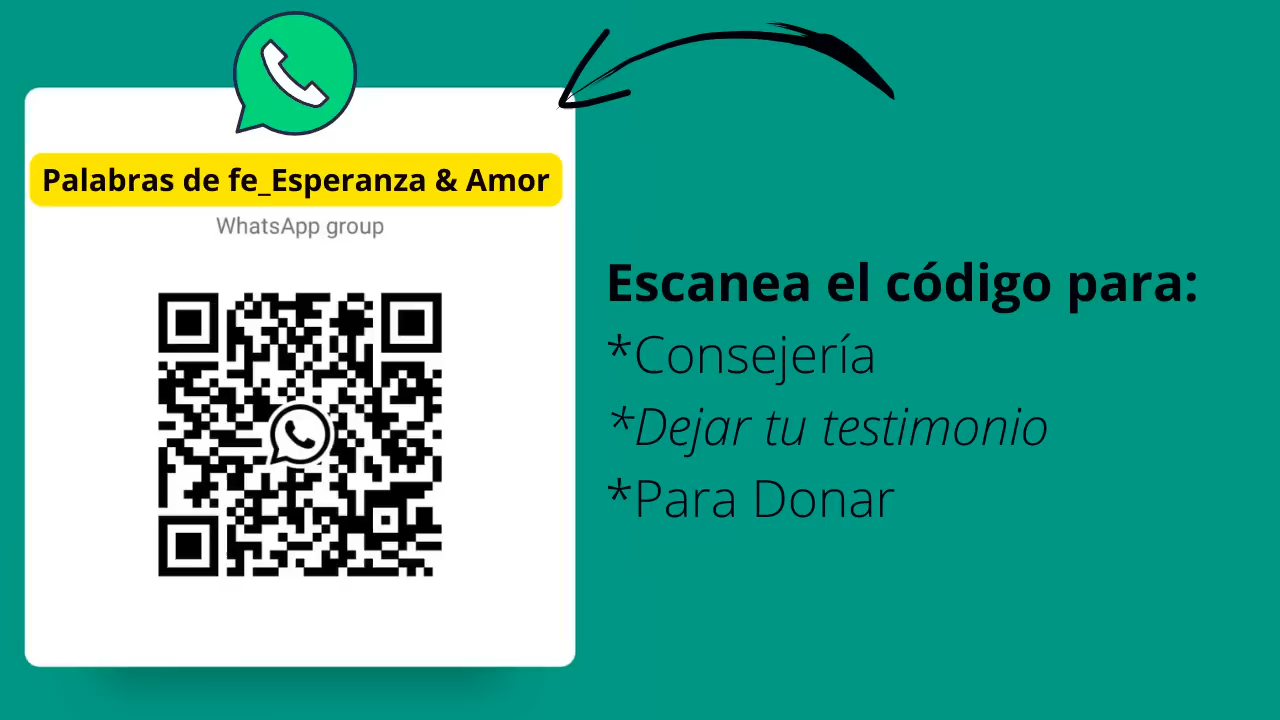 Palabras de fe_Esperanza & Amor
WhatsApp group
Escanea el código para:
*Consejería
*Dejar tu testimonio
*Para Donar